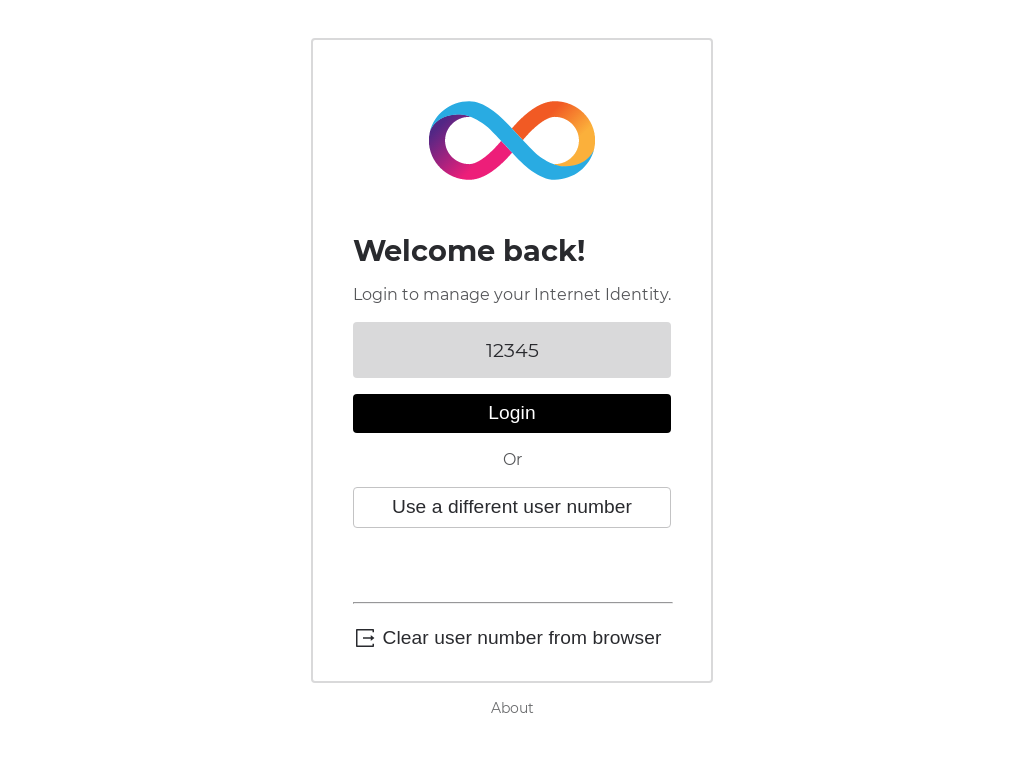 Welcome back!
Login to manage your Internet Identity.
12345
Login
Or
Use a different user number
Clear user number from browser
About